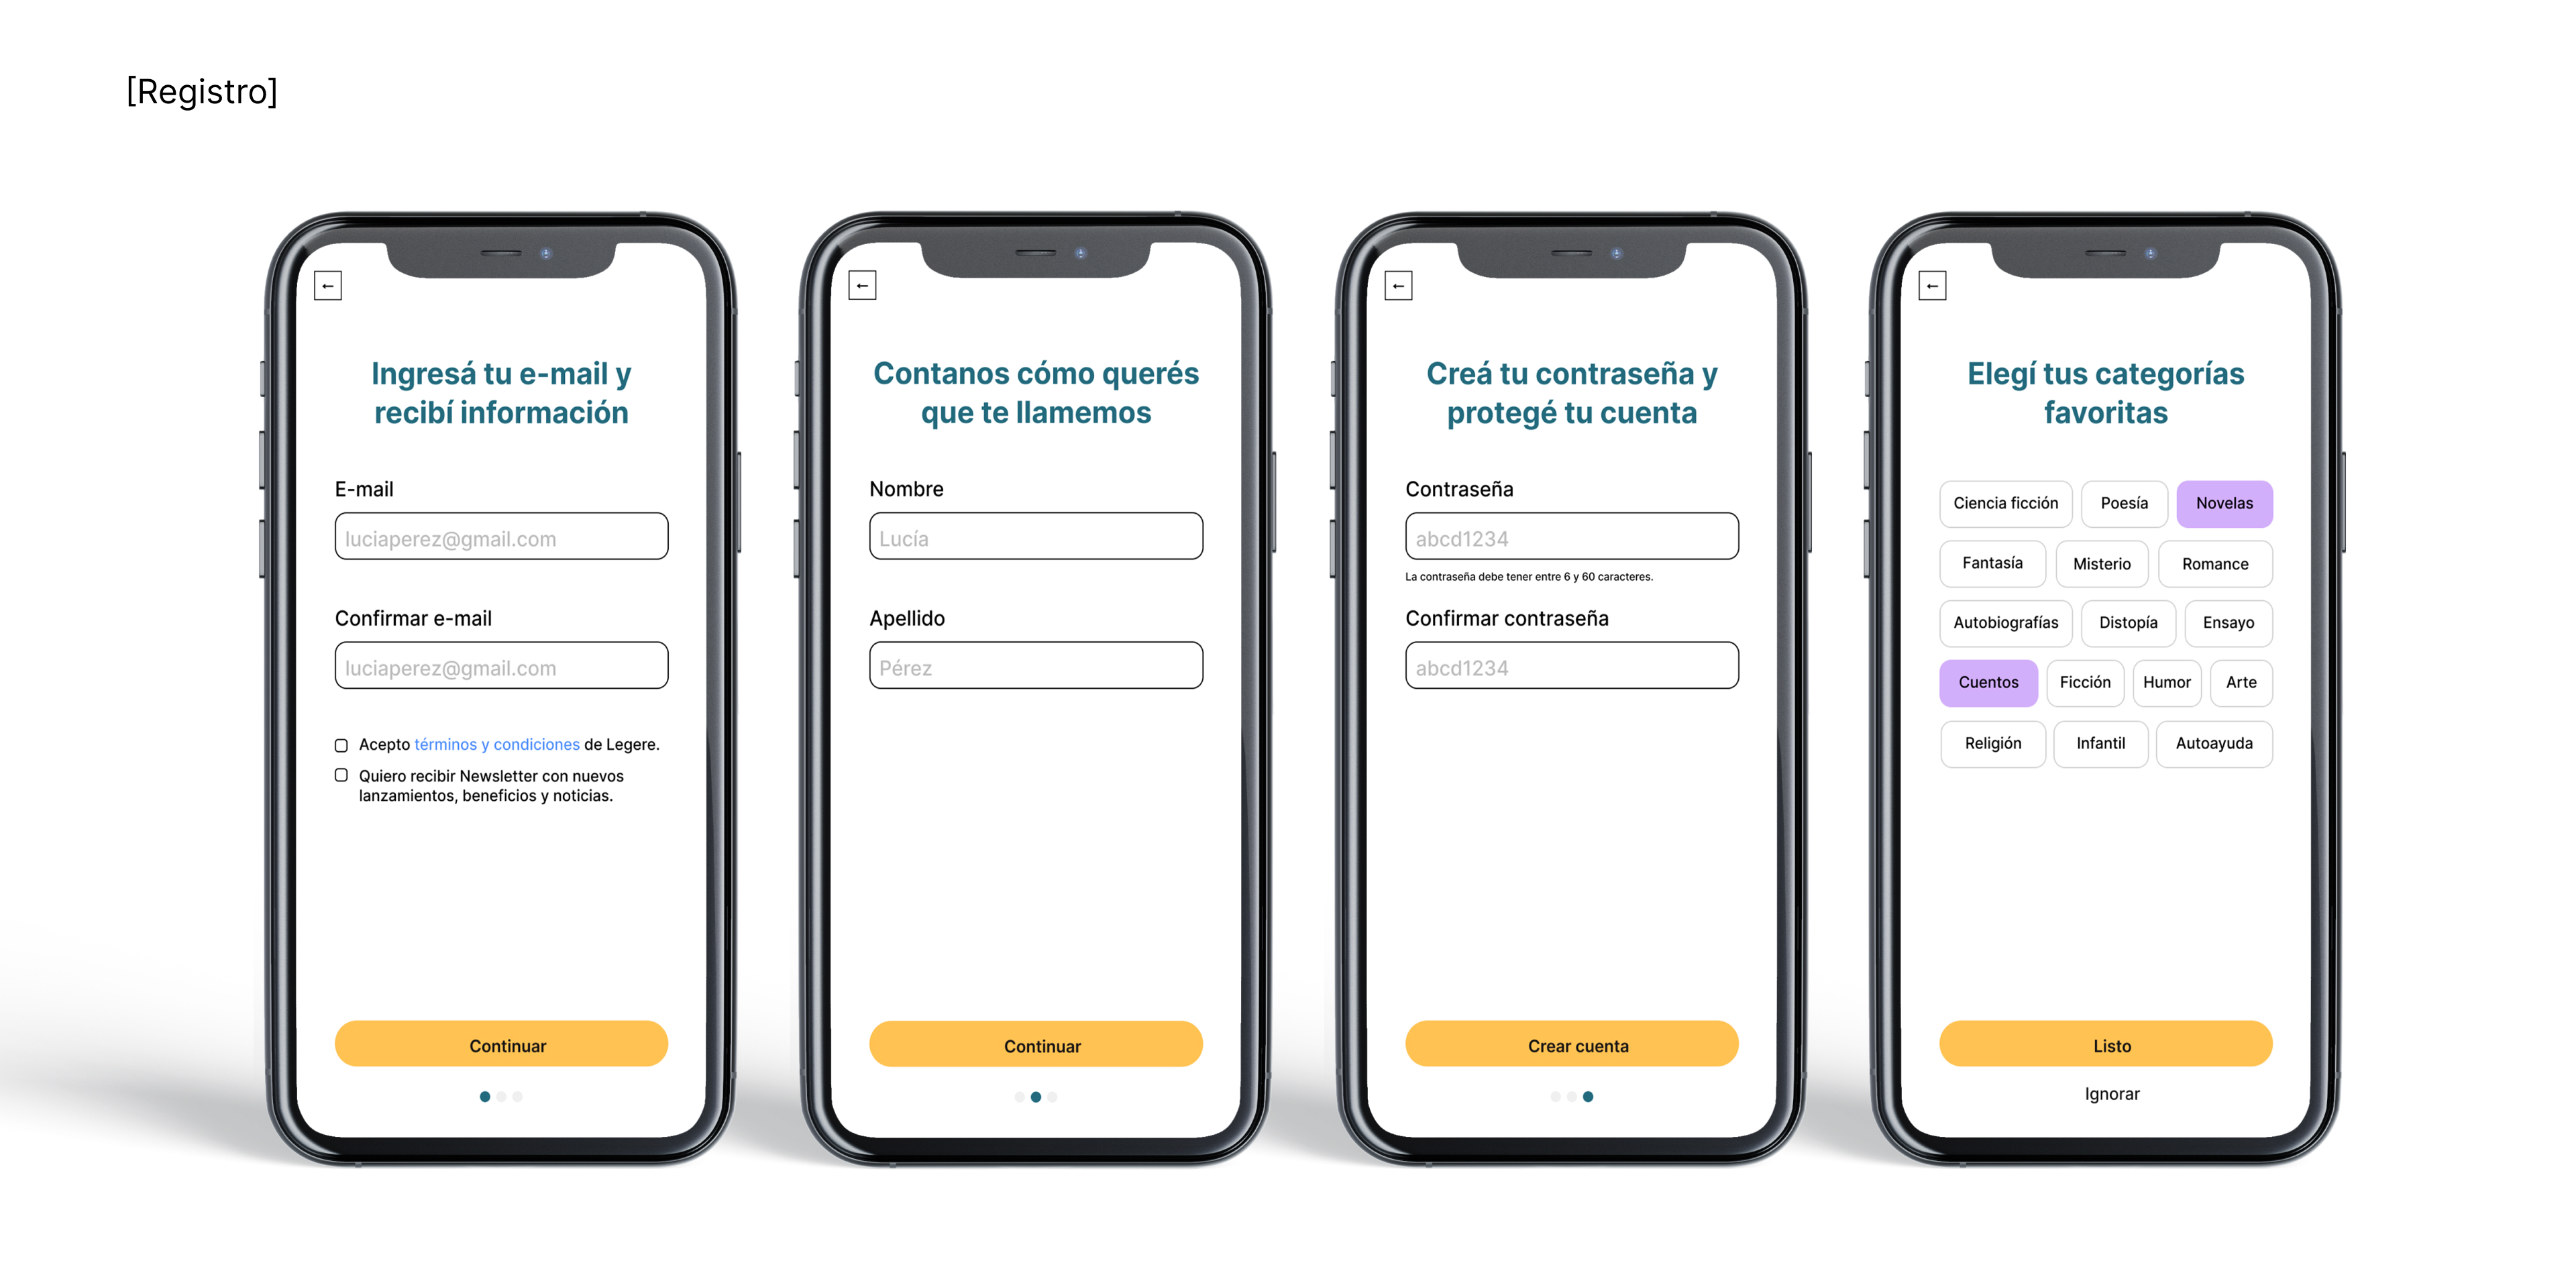 [Registro]
←
Ingresá tu e-mail y
recibí información
E-mail
luciaperez@gmail.com
Confirmar e-mail
luciaperez@gmail.com
Acepto términos y condiciones de Legere.
Quiero recibir Newsletter con nuevos
lanzamientos, beneficios y noticias.
Continuar
←
Contanos cómo querés
que te llamemos
Nombre
Lucía
Apellido
Pérez
Continuar
←
Creá tu contraseña y
protegé tu cuenta
Contraseña
abcd1234
La contraseña debe tener entre 6 y 60 caracteres.
Confirmar contraseña
abcd1234
Crear cuenta
←
Elegí tus categorías
favoritas
Ciencia ficción Poesía Novelas
Fantasía Misterio Romance
Autobiografías Distopía Ensayo
Cuentos Ficción Humor Arte
Religión Infantil Autoayuda
Listo
Ignorar